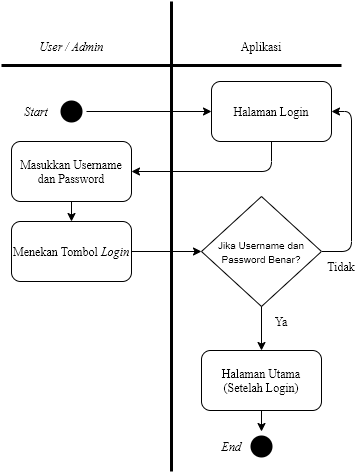 User / Admin
Aplikasi
Start
Halaman Login
Masukkan Username
dan Password
Menekan Tombol Login
Jika Username dan
Password Benar?
Tidak
Ya
Halaman Utama
(Setelah Login)
End